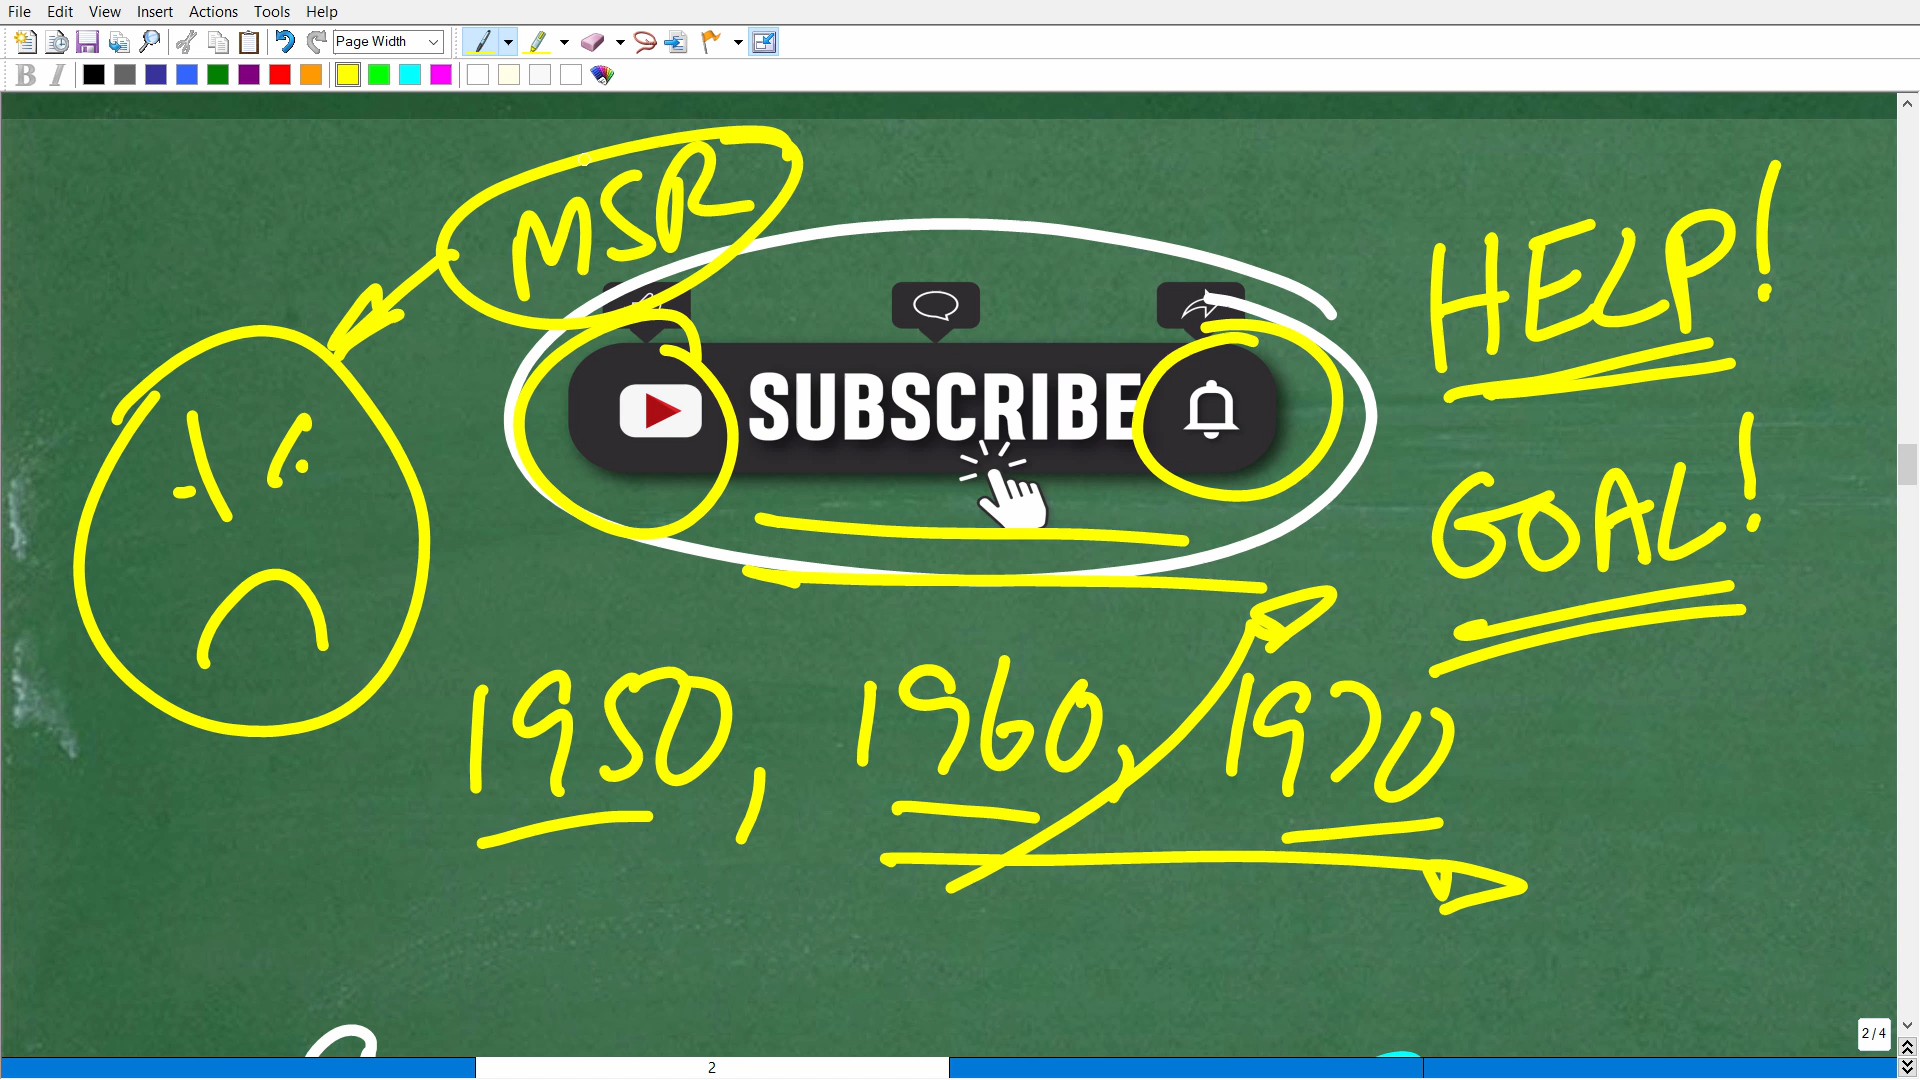 File Edit View Insert Actions Tools Help
Page Width
B I
MSR
HELP!
SUBSCRIBE
GOAL!
1950, 1960, 1970
2/4
2